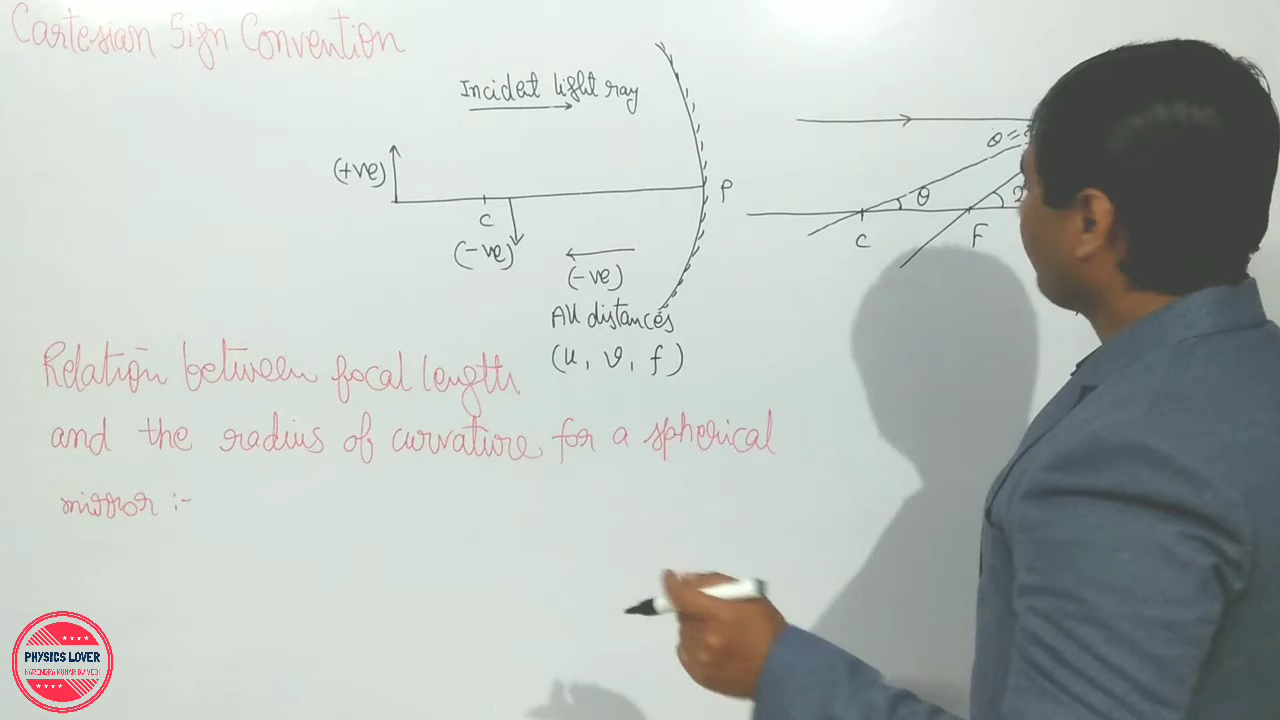 Cartesian Sign Convention
Incident light ray
(+ve)
C
(-ve)
P
(-ve)
All distances
(u, v, f)
θ =
θ
2
C
F
Relation between focal length
and the radius of curvature for a spherical
mirror :-
PHYSICS LOVER